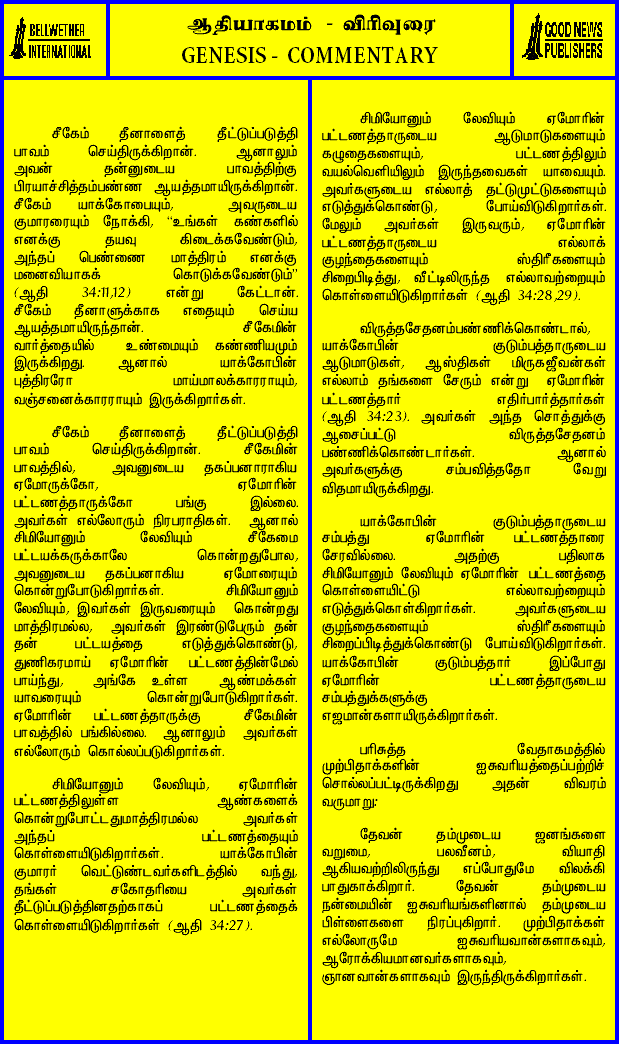 BELLWETHER
INTERNATIONAL
ஆதியாகமம் - விரிவுரை
GENESIS - COMMENTARY
GOOD NEWS
PUBLISHERS
சீகேம் தீனாளைத் தீட்டுப்படுத்தி
பாவம் செய்திருக்கிறான். ஆனாலும்
அவன் தன்னுடைய பாவத்திற்கு
பிரயாச்சித்தம்பண்ண ஆயத்தமாயிருக்கிறான்.
சீகேம் யாக்கோபையும், அவருடைய
குமாரரையும் நோக்கி, “உங்கள் கண்களில்
எனக்கு தயவு கிடைக்கவேண்டும்,
அந்தப் பெண்ணை மாத்திரம் எனக்கு
மனைவியாகக் கொடுக்கவேண்டும்”
(ஆதி 34:11,12) என்று கேட்டான்.
சீகேம் தீனாளுக்காக எதையும் செய்ய
ஆயத்தமாயிருந்தான். சீகேமின்
வார்த்தையில் உண்மையும் கண்ணியமும்
இருக்கிறது. ஆனால் யாக்கோபின்
புத்திரரோ மாய்மாலக்காரராயும்,
வஞ்சனைக்காரராயும் இருக்கிறார்கள்.
சீகேம் தீனாளைத் தீட்டுப்படுத்தி
பாவம் செய்திருக்கிறான். சீகேமின்
பாவத்தில், அவனுடைய தகப்பனாராகிய
ஏமோருக்கோ, ஏமோரின்
பட்டணத்தாருக்கோ பங்கு இல்லை.
அவர்கள் எல்லோரும் நிரபராதிகள். ஆனால்
சிமியோனும் லேவியும் சீகேமை
பட்டயக்கருக்காலே கொன்றதுபோல,
அவனுடைய தகப்பனாகிய ஏமோரையும்
கொன்றுபோடுகிறார்கள். சிமியோனும்
லேவியும், இவர்கள் இருவரையும் கொன்றது
மாத்திரமல்ல, அவர்கள் இரண்டுபேரும் தன்
தன் பட்டயத்தை எடுத்துக்கொண்டு,
துணிகரமாய் ஏமோரின் பட்டணத்தின்மேல்
பாய்ந்து, அங்கே உள்ள ஆண்மக்கள்
யாவரையும் கொன்றுபோடுகிறார்கள்.
ஏமோரின் பட்டணத்தாருக்கு சீகேமின்
பாவத்தில் பங்கில்லை. ஆனாலும் அவர்கள்
எல்லோரும் கொல்லப்படுகிறார்கள்.
சிமியோனும் லேவியும், ஏமோரின்
பட்டணத்திலுள்ள ஆண்களைக்
கொன்றுபோட்டதுமாத்திரமல்ல அவர்கள்
அந்தப் பட்டணத்தையும்
கொள்ளையிடுகிறார்கள். யாக்கோபின்
குமாரர் வெட்டுண்டவர்களிடத்தில் வந்து,
தங்கள் சகோதரியை அவர்கள்
தீட்டுப்படுத்தினதற்காகப் பட்டணத்தைக்
கொள்ளையிடுகிறார்கள் (ஆதி 34:27).
சிமியோனும் லேவியும் ஏமோரின்
பட்டணத்தாருடைய ஆடுமாடுகளையும்
கழுதைகளையும், பட்டணத்திலும்
வயல்வெளியிலும் இருந்தவைகள் யாவையும்.
அவர்களுடைய எல்லாத் தட்டுமுட்டுகளையும்
எடுத்துக்கொண்டு, போய்விடுகிறார்கள்.
மேலும் அவர்கள் இருவரும், ஏமோரின்
பட்டணத்தாருடைய எல்லாக்
குழந்தைகளையும் ஸ்திரீகளையும்
சிறைபிடித்து, வீட்டிலிருந்த எல்லாவற்றையும்
கொள்ளையிடுகிறார்கள் (ஆதி 34:28,29).
விருத்தசேதனம்பண்ணிக்கொண்டால்,
யாக்கோபின் குடும்பத்தாருடைய
ஆடுமாடுகள், ஆஸ்திகள் மிருகஜீவன்கள்
எல்லாம் தங்களை சேரும் என்று ஏமோரின்
பட்டணத்தார் எதிர்பார்த்தார்கள்
(ஆதி 34:23). அவர்கள் அந்த சொத்துக்கு
ஆசைப்பட்டு விருத்தசேதனம்
பண்ணிக்கொண்டார்கள். ஆனால்
அவர்களுக்கு சம்பவித்ததோ வேறு
விதமாயிருக்கிறது.
யாக்கோபின் குடும்பத்தாருடைய
சம்பத்து ஏமோரின் பட்டணத்தாரை
சேரவில்லை. அதற்கு பதிலாக
சிமியோனும் லேவியும் ஏமோரின் பட்டணத்தை
கொள்ளையிட்டு எல்லாவற்றையும்
எடுத்துக்கொள்கிறார்கள். அவர்களுடைய
குழந்தைகளையும் ஸ்திரீகளையும்
சிறைப்பிடித்துக்கொண்டு போய்விடுகிறார்கள்.
யாக்கோபின் குடும்பத்தார் இப்போது
ஏமோரின் பட்டணத்தாருடைய
சம்பத்துக்களுக்கு
எஜமான்களாயிருக்கிறார்கள்.
பரிசுத்த வேதாகமத்தில்
முற்பிதாக்களின் ஐசுவரியத்தைப்பற்றிச்
சொல்லப்பட்டிருக்கிறது அதன் விவரம்
வருமாறு:
தேவன் தம்முடைய ஜனங்களை
வறுமை, பலவீனம், வியாதி
ஆகியவற்றிலிருந்து எப்போதுமே விலக்கி
பாதுகாக்கிறார். தேவன் தம்முடைய
நன்மையின் ஐசுவரியங்களினால் தம்முடைய
பிள்ளைகளை நிரப்புகிறார். முற்பிதாக்கள்
எல்லோருமே ஐசுவரியவான்களாகவும்,
ஆரோக்கியமானவர்களாகவும்,
ஞானவான்களாகவும் இருந்திருக்கிறார்கள்.